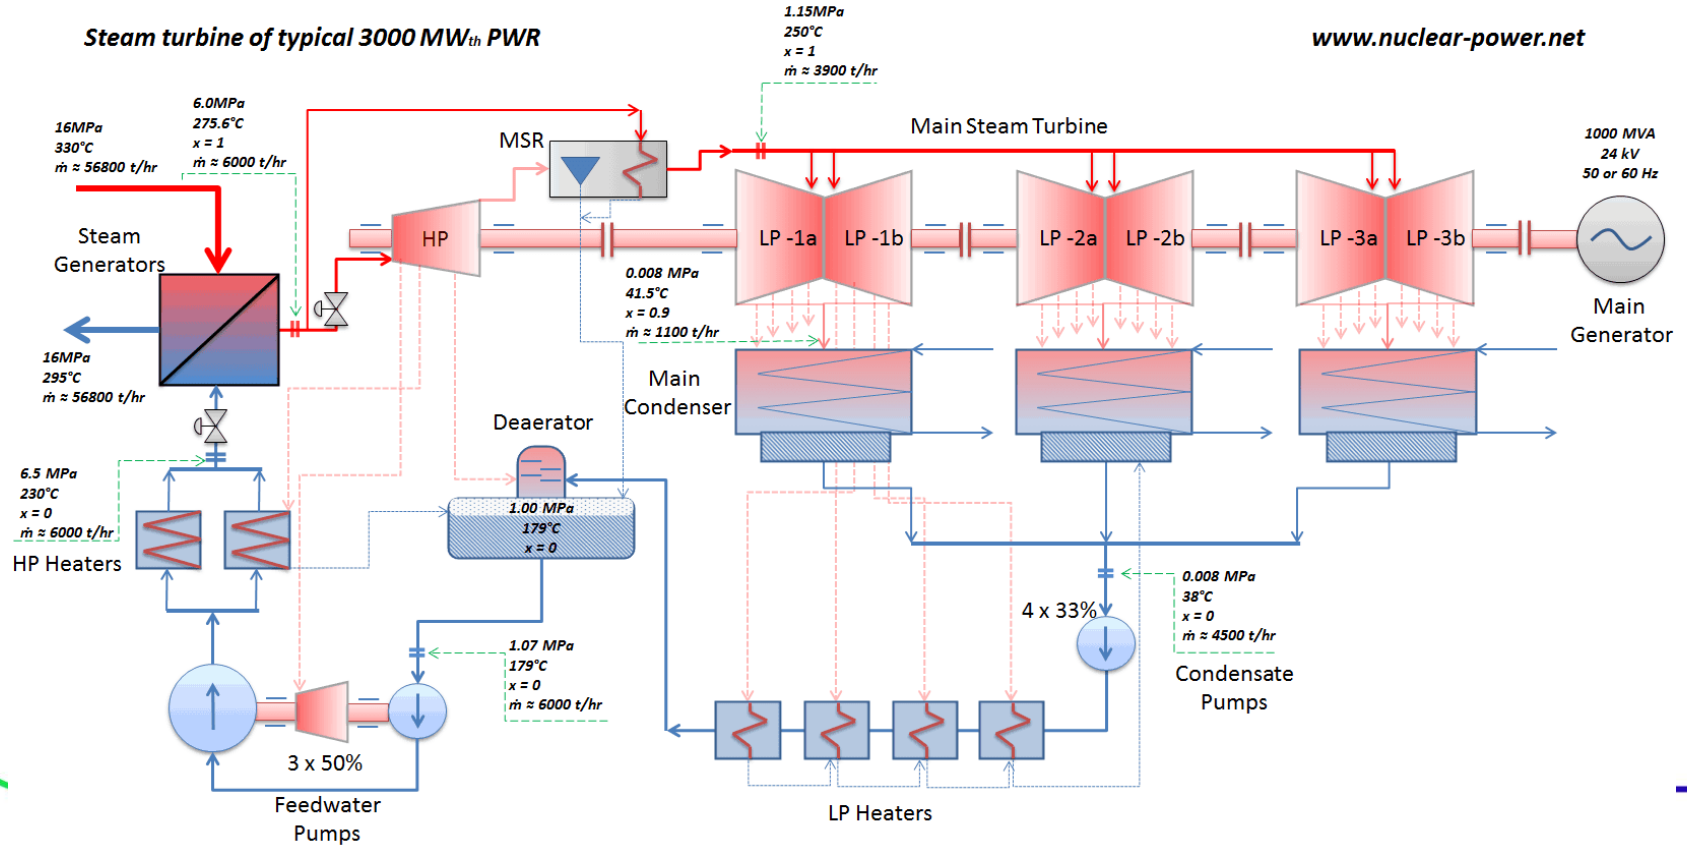 Steam turbine of typical 3000 MWth PWR
www.nuclear-power.net
1.15MPa
250°C
x = 1
ṁ ≈ 3900 t/hr
6.0MPa
275.6°C
x = 1
ṁ ≈ 6000 t/hr
16MPa
330°C
ṁ ≈ 56800 t/hr
MSR
Main Steam Turbine
1000 MVA
24 kV
50 or 60 Hz
Steam
Generators
HP
LP -1a
LP -1b
LP -2a
LP -2b
LP -3a
LP -3b
0.008 MPa
41.5°C
x = 0.9
ṁ ≈ 1100 t/hr
Main
Generator
16MPa
295°C
ṁ ≈ 56800 t/hr
Main
Condenser
Deaerator
6.5 MPa
230°C
x = 0
ṁ ≈ 6000 t/hr
HP Heaters
1.00 MPa
179°C
x = 0
0.008 MPa
38°C
x = 0
ṁ ≈ 4500 t/hr
4 x 33%
Condensate
Pumps
1.07 MPa
179°C
x = 0
ṁ ≈ 6000 t/hr
3 x 50%
Feedwater
Pumps
LP Heaters